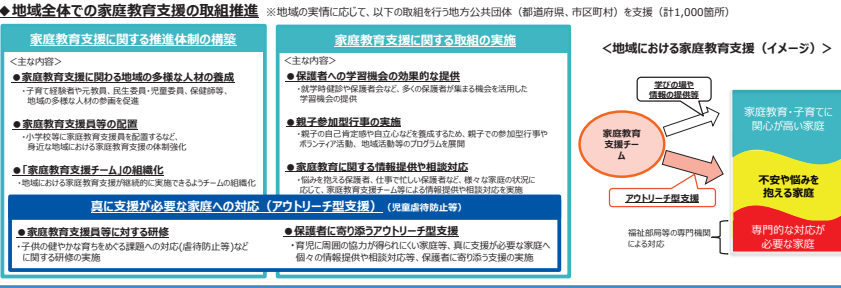 ◆地域全体での家庭教育支援の取組推進 ※地域の実情に応じて、以下の取組を行う地方公共団体（都道府県、市区町村）を支援（計1,000箇所）
家庭教育支援に関する推進体制の構築
<主な内容>
●家庭教育支援に関わる地域の多様な人材の養成
・子育て経験者や元教員、民生委員・児童委員、保健師等、
地域の多様な人材の参画を促進
●家庭教育支援員等の配置
・小学校等に家庭教育支援員を配置するなど、
身近な地域における家庭教育の体制強化
●「家庭教育支援チーム」の組織化
・地域における家庭教育支援が継続的に実施できるようチームの組織化
家庭教育支援に関する取組の実施
<主な内容>
●保護者への学習機会の効果的な提供
・就学時健診や保護者会など、多くの保護者が集まる機会を活用した
学習機会の提供
●親子参加型行事の実施
・親子の自己肯定感や自立心などを養成するため、親子での参加型行事や
ボランティア活動、地域活動等のプログラムを展開
●家庭教育に関する情報提供や相談対応
・悩みを抱える保護者、仕事で忙しい保護者など、様々な家庭の状況に
応じて、家庭教育支援チーム等による情報提供や相談対応を実施
真に支援が必要な家庭への対応（アウトリーチ型支援）（児童虐待防止等）
●家庭教育支援員等に対する研修
・子供の健やかな育ちをめぐる課題への対応(虐待防止等)など
に関する研修の実施
●保護者に寄り添うアウトリーチ型支援
・育児に周囲の協力が得られにくい家庭等、真に支援が必要な家庭へ
個々の情報提供や相談対応等、保護者に寄り添う支援の実施
＜地域における家庭教育支援（イメージ）＞
学びの場や
情報の提供等
家庭教育
支援チー
ム
アウトリーチ型支援
福祉部局等の専門機関
による対応
家庭教育・子育てに
関心が高い家庭
不安や悩みを
抱える家庭
専門的な対応が
必要な家庭